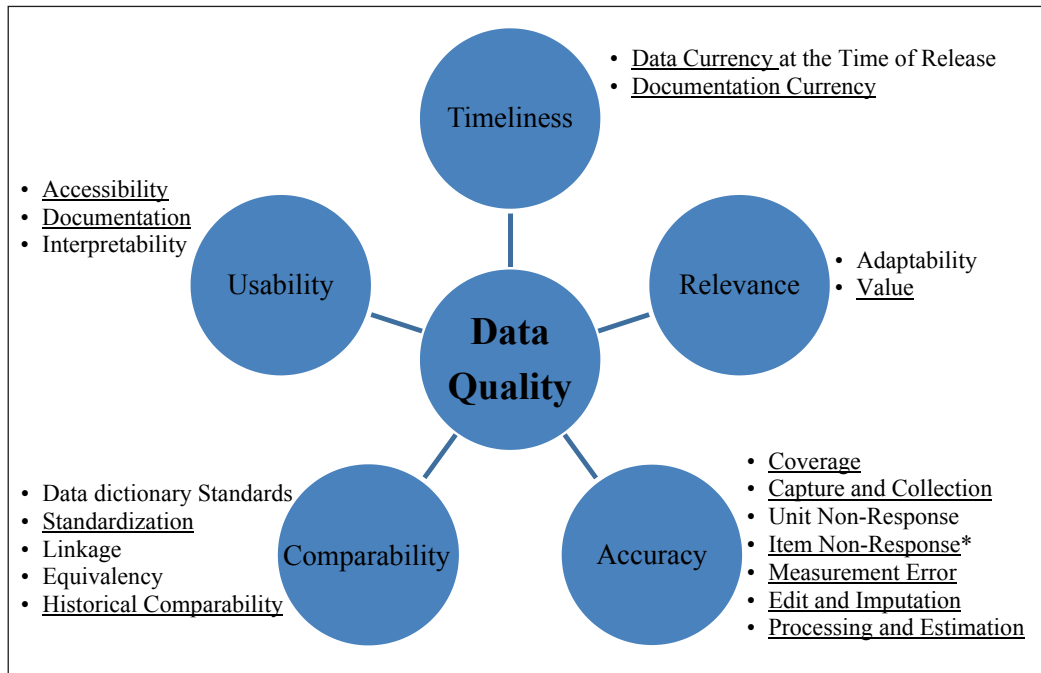 • Data Currency at the Time of Release
• Documentation Currency
Timeliness
• Accessibility
• Documentation
• Interpretability
Usability
Relevance
• Adaptability
• Value
Data
Quality
• Data dictionary Standards
• Standardization
• Linkage
• Equivalency
• Historical Comparability
Comparability
Accuracy
• Coverage
• Capture and Collection
• Unit Non-Response
• Item Non-Response*
• Measurement Error
• Edit and Imputation
• Processing and Estimation